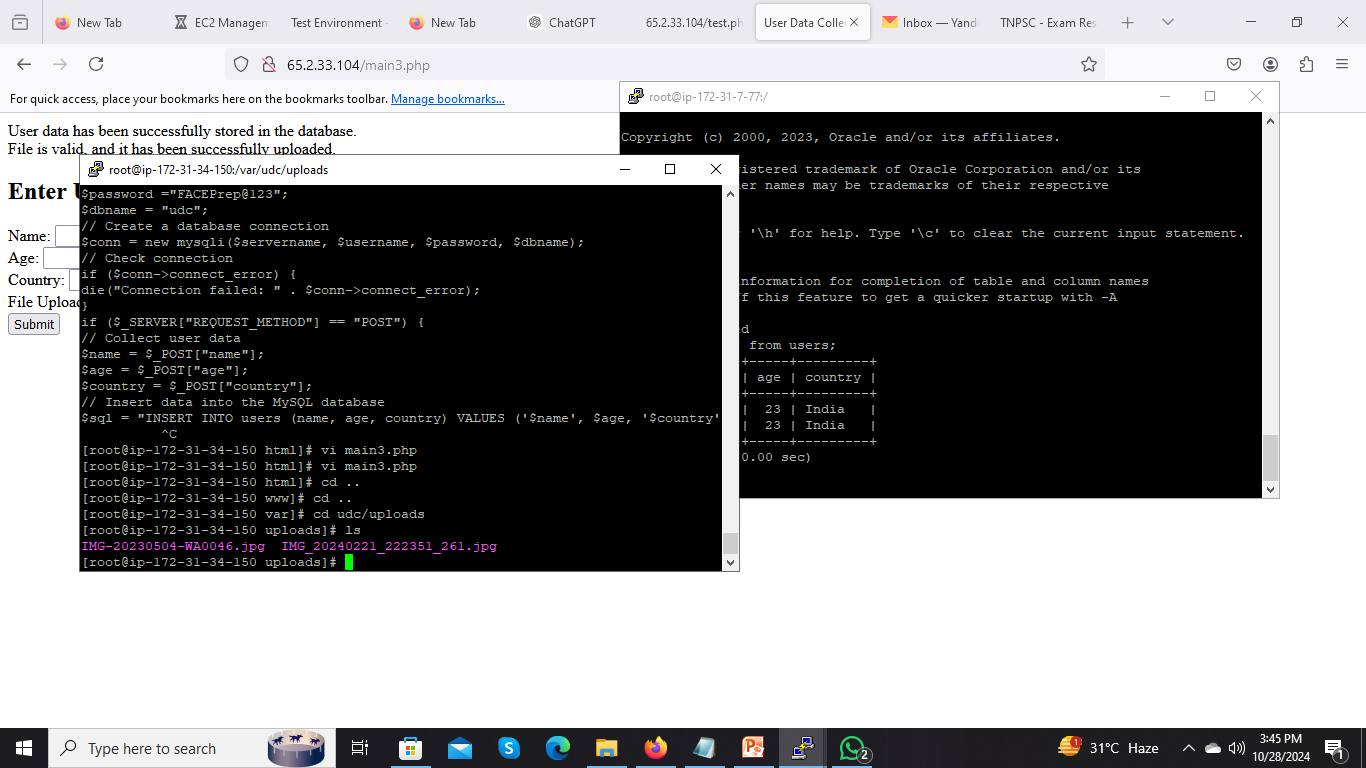 New Tab
EC2 Managem
Test Environment
New Tab
ChatGPT
65.2.33.104/test.ph
User Data Colle
Inbox — Yand
TNPSC - Exam Res
65.2.33.104/main3.php
For quick access, place your bookmarks here on the bookmarks toolbar. Manage bookmarks...
User data has been successfully stored in the database.
File is valid, and it has been successfully uploaded.
Enter U
Name:
Age:
Country:
File Upload
Submit
root@ip-172-31-34-150:/var/udc/uploads
$password ="FACEPrep@123";
$dbname = "udc";
// Create a database connection
$conn = new mysqli($servername, $username, $password, $dbname);
// Check connection
if ($conn->connect_error) {
die("Connection failed: " . $conn->connect_error);
}
if ($_SERVER["REQUEST_METHOD"] == "POST") {
// Collect user data
$name = $_POST["name"];
$age = $_POST["age"];
$country = $_POST["country"];
// Insert data into the MySQL database
$sql = "INSERT INTO users (name, age, country) VALUES ('$name', $age, '$country'
^C
[root@ip-172-31-34-150 html]# vi main3.php
[root@ip-172-31-34-150 html]# vi main3.php
[root@ip-172-31-34-150 html]# cd ..
[root@ip-172-31-34-150 www]# cd ..
[root@ip-172-31-34-150 var]# cd udc/uploads
[root@ip-172-31-34-150 uploads]# ls
IMG-20230504-WA0046.jpg IMG_20240221_222351_261.jpg
[root@ip-172-31-34-150 uploads]#
root@ip-172-31-7-77:/
Copyright (c) 2000, 2023, Oracle and/or its affiliates.
istered trademark of Oracle Corporation and/or its
er names may be trademarks of their respective
'\h' for help. Type '\c' to clear the current input statement.
nformation for completion of table and column names
ff this feature to get a quicker startup with -A
ed
from users;
+-----+---------+
| age | country |
+-----+---------+
| 23 | India |
| 23 | India |
+-----+---------+
0.00 sec)
Type here to search
2
31°C Haze
3:45 PM
10/28/2024
1